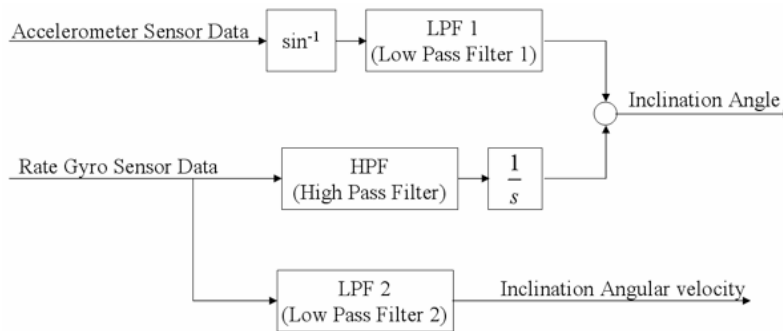 Accelerometer Sensor Data
sin⁻¹
LPF 1
(Low Pass Filter 1)
Inclination Angle
Rate Gyro Sensor Data
HPF
(High Pass Filter)
1
s
LPF 2
(Low Pass Filter 2)
Inclination Angular velocity